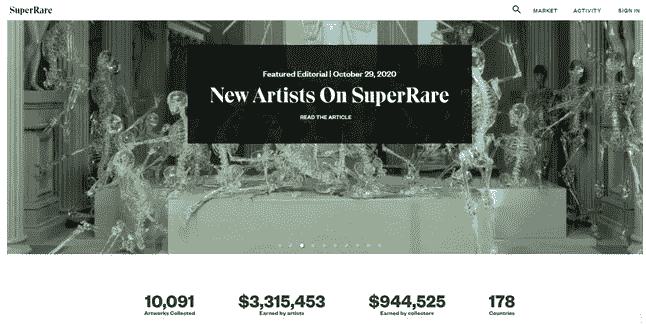 SuperRare
MARKET ACTIVITY SIGN IN
Featured Editorial | October 29, 2020
New Artists On SuperRare
READ THE ARTICLE
10,091 $3,315,453 $944,525 178
Artworks Collected Earned by artists Earned by collectors Countries